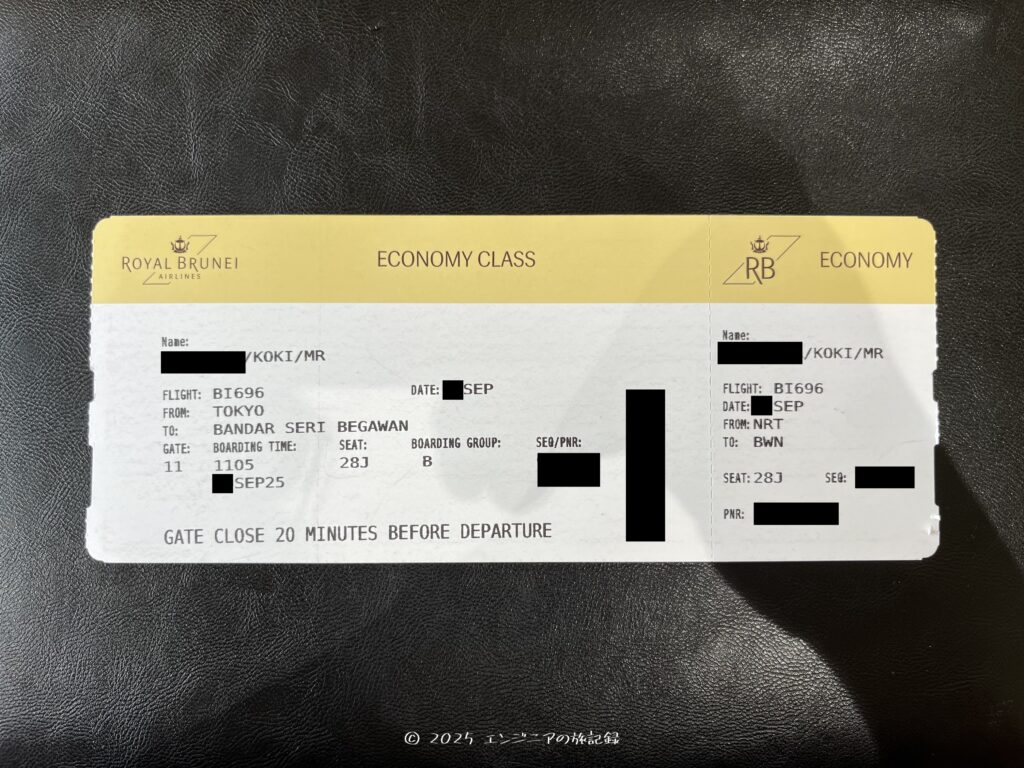 ROYAL BRUNEI
AIRLINES
ECONOMY CLASS
Name:
/KOKI/MR
FLIGHT: BI696
DATE: SEP
FROM: TOKYO
TO: BANDAR SERI BEGAWAN
GATE: BOARDING TIME: SEAT: BOARDING GROUP: SEQ/PNR:
11 1105 28J B
SEP25
GATE CLOSE 20 MINUTES BEFORE DEPARTURE
RB
ECONOMY
Name:
/KOKI/MR
FLIGHT: BI696
DATE: SEP
FROM: NRT
TO: BWN
SEAT: 28J SEQ:
PNR:
© 2025 エンジニアの旅記録